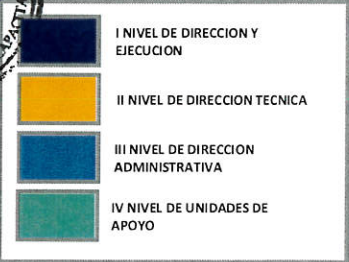 I NIVEL DE DIRECCION Y
EJECUCION
II NIVEL DE DIRECCION TECNICA
III NIVEL DE DIRECCION
ADMINISTRATIVA
IV NIVEL DE UNIDADES DE
APOYO